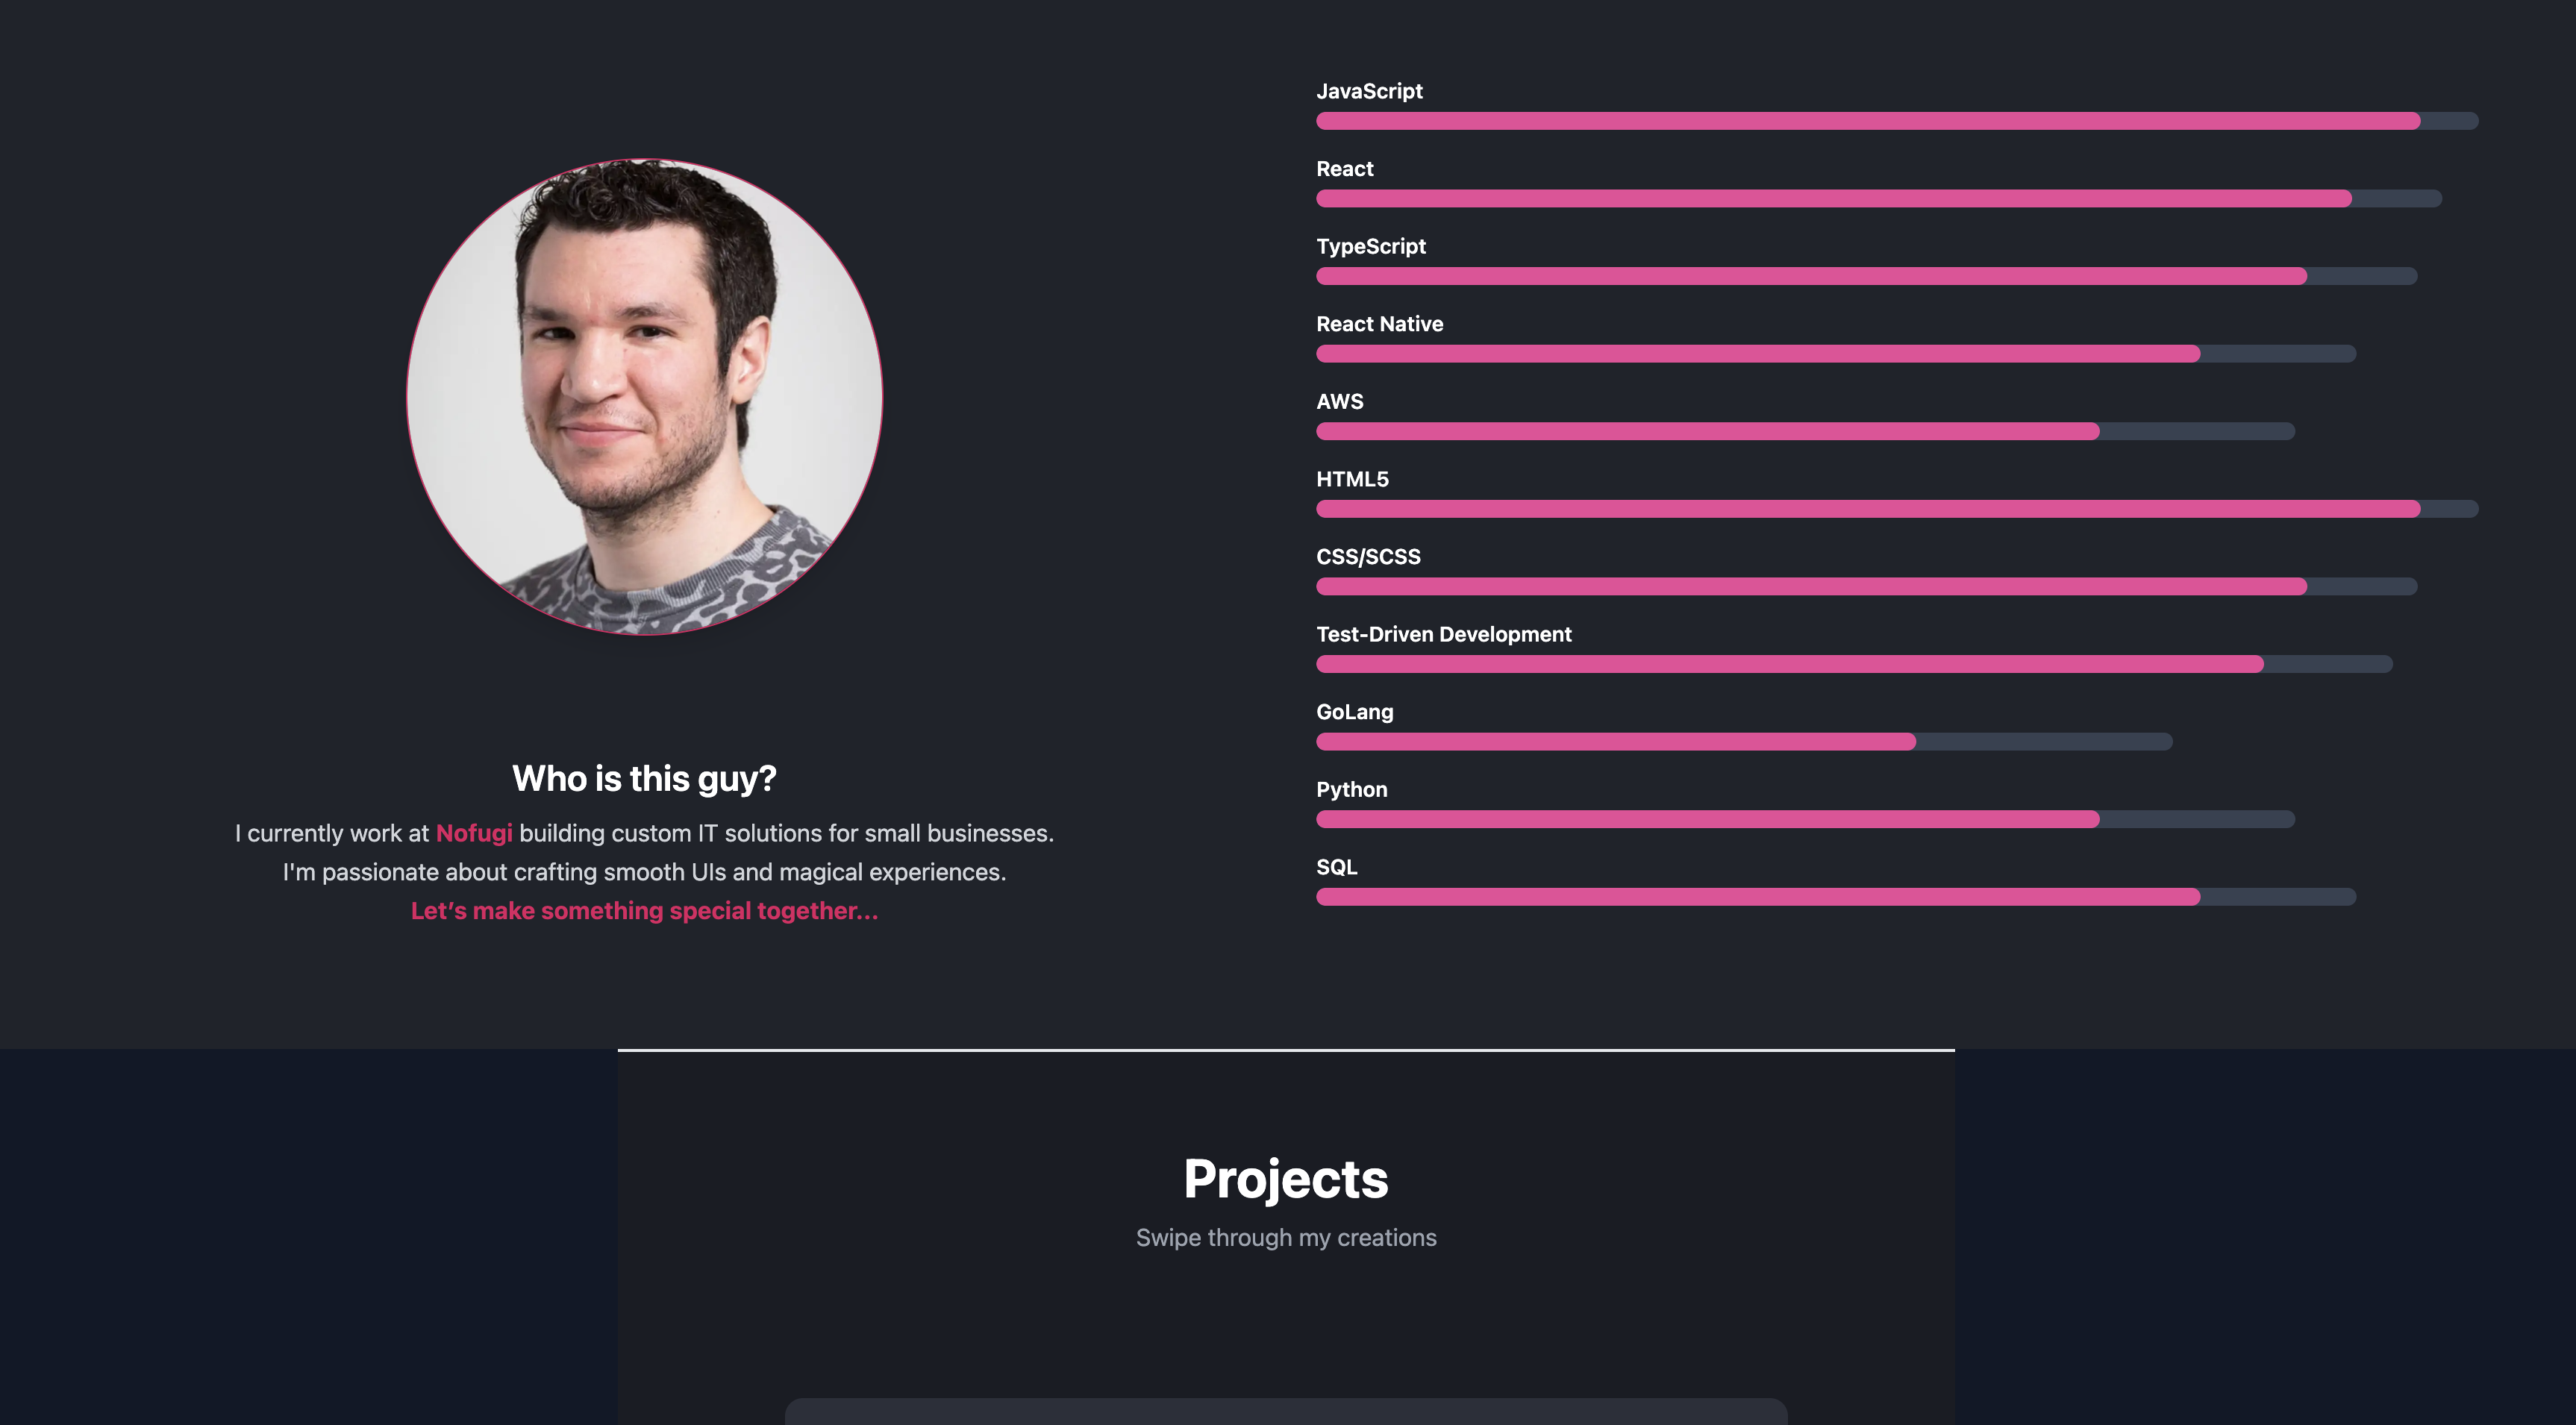 JavaScript
React
TypeScript
React Native
AWS
HTML5
CSS/SCSS
Test-Driven Development
GoLang
Python
SQL
Who is this guy?
I currently work at Nofugi building custom IT solutions for small businesses.
I'm passionate about crafting smooth UIs and magical experiences.
Let’s make something special together...
Projects
Swipe through my creations